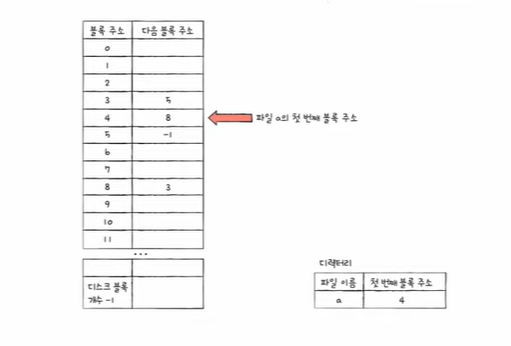 블록 주소 다음 블록 주소
0
1
2
3 5
4 8
파일 a의 첫 번째 블록 주소
5 -1
6
7
8 3
9
10
11
...
디스크 블록
개수 -1
디렉터리
파일 이름 첫 번째 블록 주소
a 4